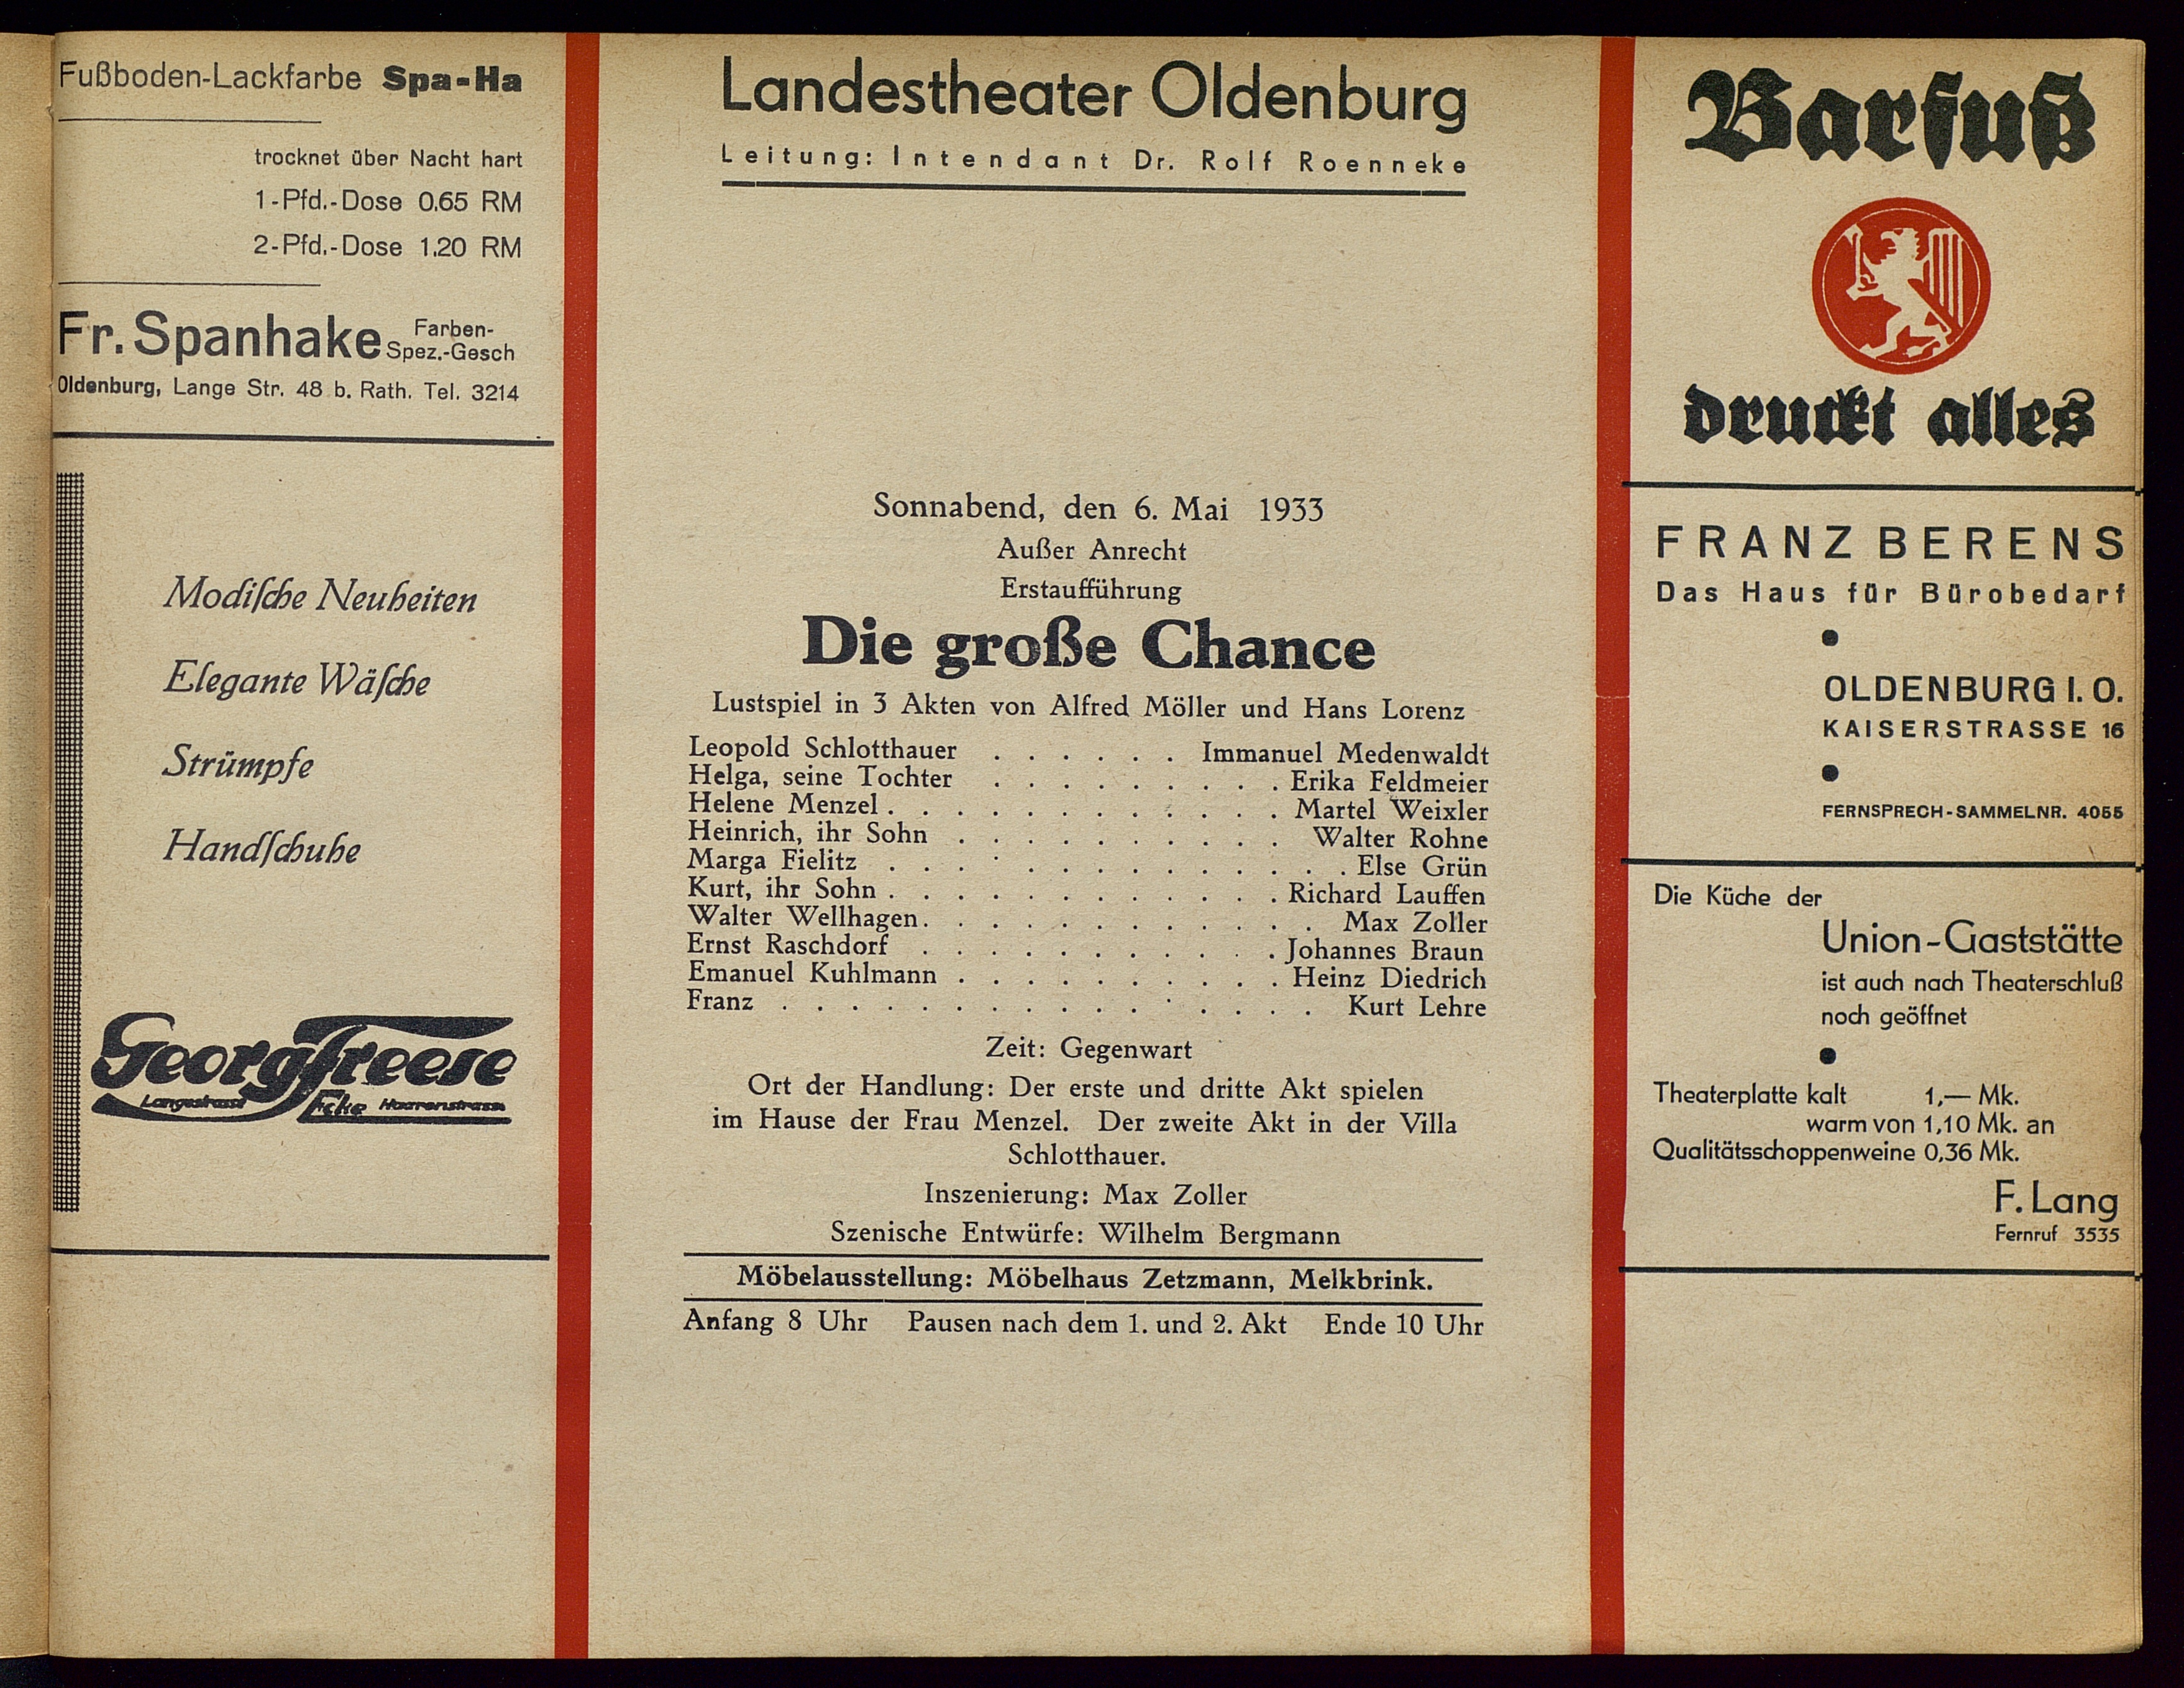 Fußboden-Lackfarbe Spa-Ha
trocknet über Nacht hart
1-Pfd.-Dose 0.65 RM
2-Pfd.-Dose 1.20 RM
Fr. Spanhake Farben-
Spez.-Gesch
Oldenburg, Lange Str. 48 b. Rath. Tel. 3214
Modische Neuheiten
Elegante Wäsche
Strümpfe
Handschuhe
Georg Freese
Langestrasse Ecke Haarenstrasse
Landestheater Oldenburg
Leitung: Intendant Dr. Rolf Roenneke
Sonnabend, den 6. Mai 1933
Außer Anrecht
Erstaufführung
Die große Chance
Lustspiel in 3 Akten von Alfred Möller und Hans Lorenz
Leopold Schlotthauer . . . . . . Immanuel Medenwaldt
Helga, seine Tochter . . . . . . . . . Erika Feldmeier
Helene Menzel . . . . . . . . . . . . Martel Weixler
Heinrich, ihr Sohn . . . . . . . . . . Walter Rohne
Marga Fielitz . . . . . . . . . . . . . . Else Grün
Kurt, ihr Sohn . . . . . . . . . . . . Richard Lauffen
Walter Wellhagen . . . . . . . . . . . . Max Zoller
Ernst Raschdorf . . . . . . . . . . . Johannes Braun
Emanuel Kuhlmann . . . . . . . . . . Heinz Diedrich
Franz . . . . . . . . . . . . . . . . Kurt Lehre
Zeit: Gegenwart
Ort der Handlung: Der erste und dritte Akt spielen
im Hause der Frau Menzel. Der zweite Akt in der Villa
Schlotthauer.
Inszenierung: Max Zoller
Szenische Entwürfe: Wilhelm Bergmann
Möbelausstellung: Möbelhaus Zetzmann, Melkbrink.
Anfang 8 Uhr Pausen nach dem 1. und 2. Akt Ende 10 Uhr
Barfuß
druckt alles
FRANZ BERENS
Das Haus für Bürobedarf
OLDENBURG I. O.
KAISERSTRASSE 16
FERNSPRECH-SAMMELNR. 4055
Die Küche der
Union-Gaststätte
ist auch nach Theaterschluß
noch geöffnet
Theaterplatte kalt 1,— Mk.
warm von 1,10 Mk. an
Qualitätsschoppenweine 0,36 Mk.
F. Lang
Fernruf 3535